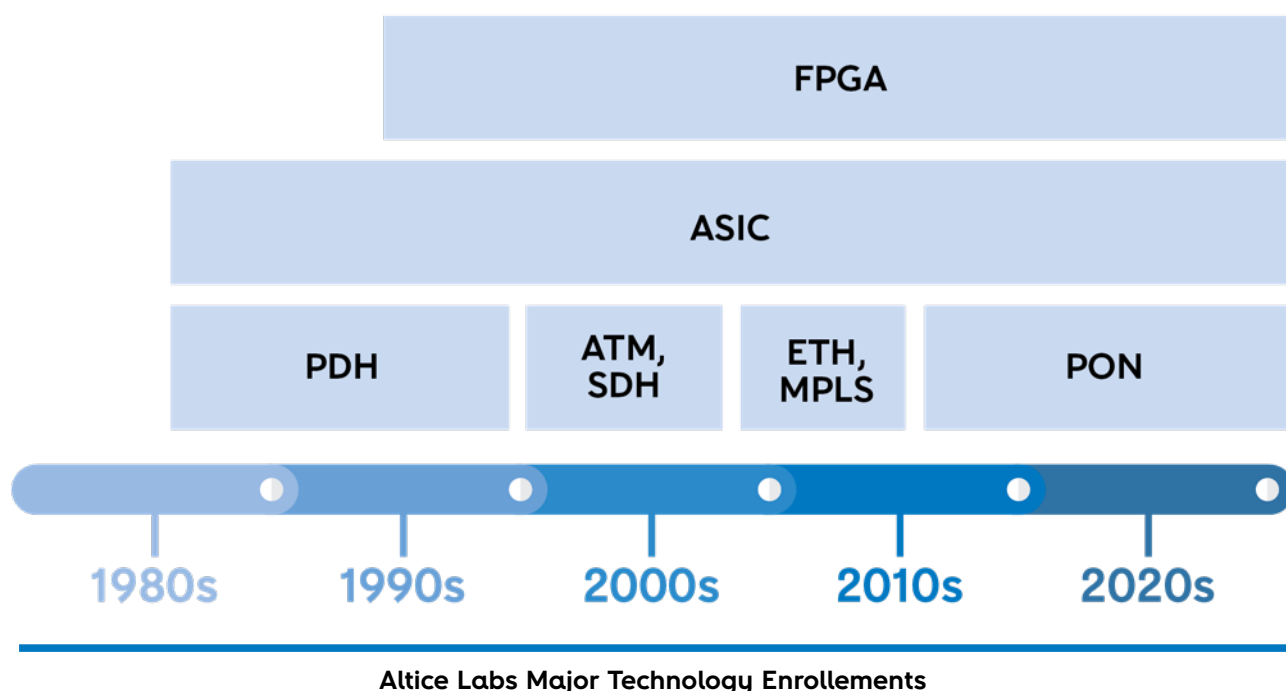 FPGA
ASIC
PDH
ATM,
SDH
ETH,
MPLS
PON
1980s
1990s
2000s
2010s
2020s
Altice Labs Major Technology Enrollements